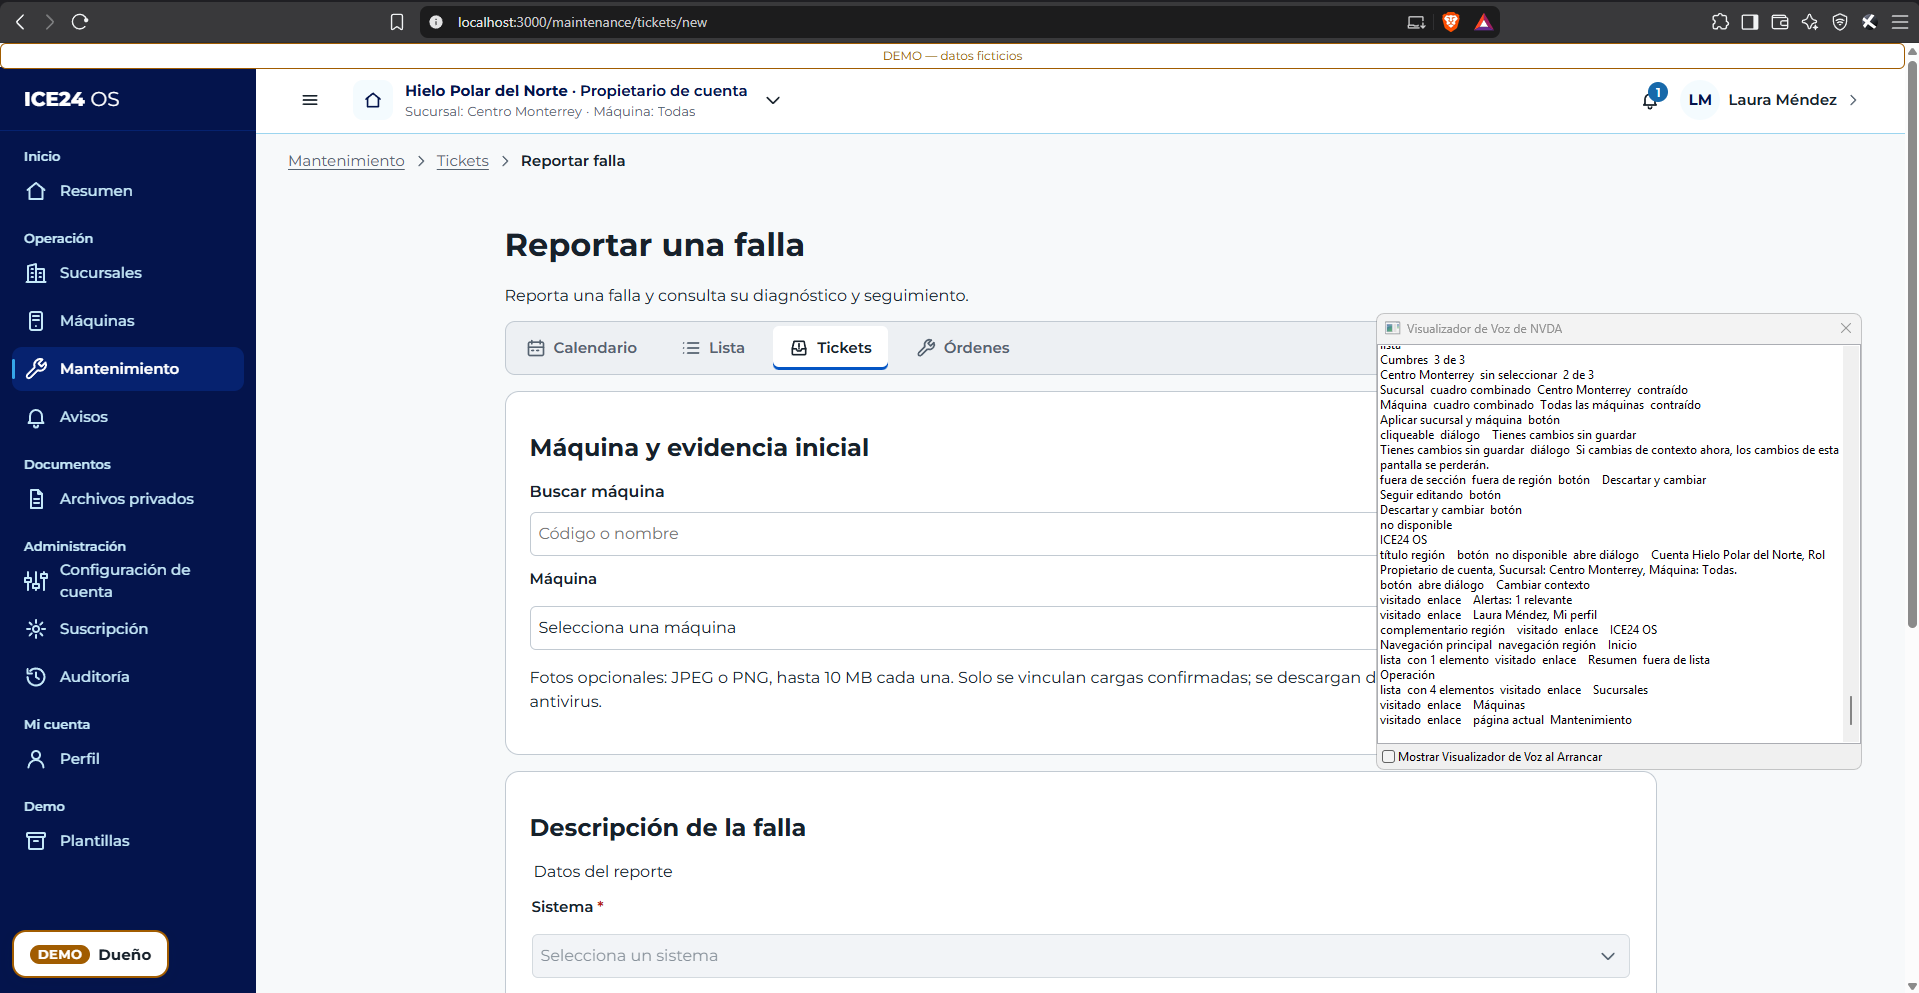 localhost:3000/maintenance/tickets/new
DEMO — datos ficticios
ICE24 OS
Hielo Polar del Norte · Propietario de cuenta
Sucursal: Centro Monterrey · Máquina: Todas
1
LM
Laura Méndez
Inicio
Resumen
Operación
Sucursales
Máquinas
Mantenimiento
Avisos
Documentos
Archivos privados
Administración
Configuración de
cuenta
Suscripción
Auditoría
Mi cuenta
Perfil
Demo
Plantillas
DEMO Dueño
Mantenimiento > Tickets > Reportar falla
Reportar una falla
Reporta una falla y consulta su diagnóstico y seguimiento.
Calendario
Lista
Tickets
Órdenes
Máquina y evidencia inicial
Buscar máquina
Código o nombre
Máquina
Selecciona una máquina
Fotos opcionales: JPEG o PNG, hasta 10 MB cada una. Solo se vinculan cargas confirmadas; se descargan d
antivirus.
Descripción de la falla
Datos del reporte
Sistema *
Selecciona un sistema
Visualizador de Voz de NVDA
lista
Cumbres 3 de 3
Centro Monterrey sin seleccionar 2 de 3
Sucursal cuadro combinado Centro Monterrey contraído
Máquina cuadro combinado Todas las máquinas contraído
Aplicar sucursal y máquina botón
cliqueable diálogo Tienes cambios sin guardar
Tienes cambios sin guardar diálogo Si cambias de contexto ahora, los cambios de esta
pantalla se perderán.
fuera de sección fuera de región botón Descartar y cambiar
Seguir editando botón
Descartar y cambiar botón
no disponible
ICE24 OS
título región botón no disponible abre diálogo Cuenta Hielo Polar del Norte, Rol
Propietario de cuenta, Sucursal: Centro Monterrey, Máquina: Todas.
botón abre diálogo Cambiar contexto
visitado enlace Alertas: 1 relevante
visitado enlace Laura Méndez, Mi perfil
complementario región visitado enlace ICE24 OS
Navegación principal navegación región Inicio
lista con 1 elemento visitado enlace Resumen fuera de lista
Operación
lista con 4 elementos visitado enlace Sucursales
visitado enlace Máquinas
visitado enlace página actual Mantenimiento
Mostrar Visualizador de Voz al Arrancar